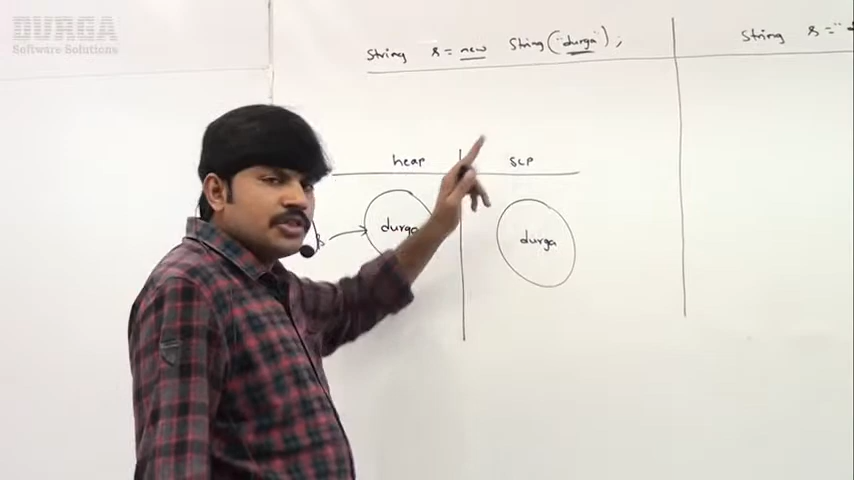 DURGA
Software Solutions
String s = new String("durga");
String s = "d
heap
scp
s
durga
durga